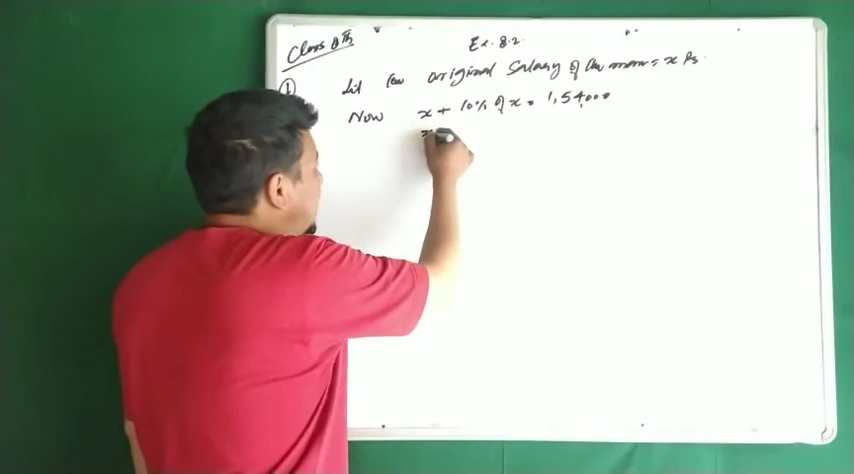 Class 8th
Ex. 8.2
1 Let the original Salary of the man = x Rs.
Now x + 10% of x = 1,54,000
x